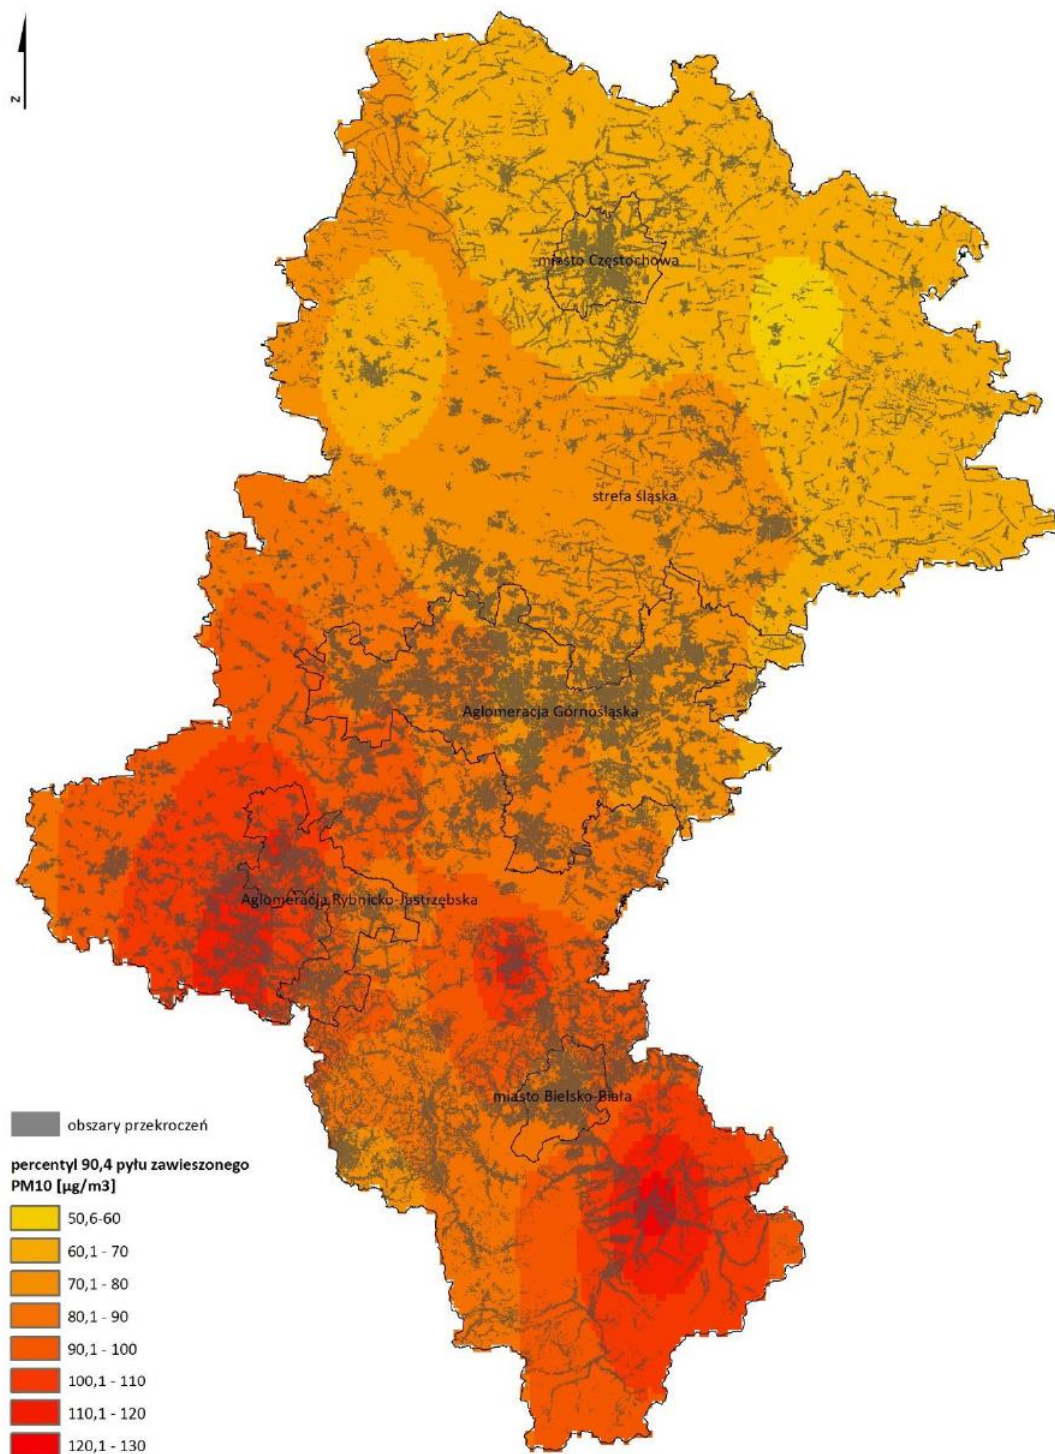 N
miasto Częstochowa
strefa śląska
Aglomeracja Górnośląska
Aglomeracja Rybnicko-Jastrzębska
miasto Bielsko-Biała
obszary przekroczeń
percentyl 90,4 pyłu zawieszonego
PM10 [µg/m3]
50,6-60
60,1 - 70
70,1 - 80
80,1 - 90
90,1 - 100
100,1 - 110
110,1 - 120
120,1 - 130